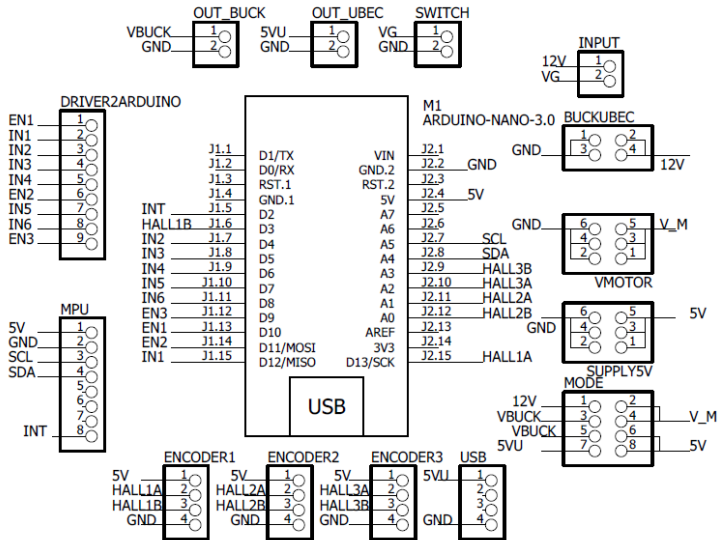 OUT_BUCK
VBUCK 1
GND 2
OUT_UBEC
5VU 1
GND 2
SWITCH
VG 1
GND 2
INPUT
12V 1
VG 2
DRIVER2ARDUINO
EN1 1
IN1 2
IN2 3
IN3 4
IN4 5
EN2 6
IN5 7
IN6 8
EN3 9
M1
ARDUINO-NANO-3.0
J1.1 D1/TX
J1.2 D0/RX
J1.3 RST.1
J1.4 GND.1
INT J1.5 D2
HALL1B J1.6 D3
IN2 J1.7 D4
IN3 J1.8 D5
IN4 J1.9 D6
IN5 J1.10 D7
IN6 J1.11 D8
EN3 J1.12 D9
EN1 J1.13 D10
EN2 J1.14 D11/MOSI
IN1 J1.15 D12/MISO
VIN J2.1
GND.2 J2.2 GND
RST.2 J2.3
5V J2.4 5V
A7 J2.5
A6 J2.6
A5 J2.7 SCL
A4 J2.8 SDA
A3 J2.9 HALL3B
A2 J2.10 HALL3A
A1 J2.11 HALL2A
A0 J2.12 HALL2B
AREF J2.13
3V3 J2.14
D13/SCK J2.15 HALL1A
USB
BUCKUBEC
1 2
GND 3 4 12V
GND 6 5 V_M
4 3
2 1
VMOTOR
6 5 5V
GND 4 3
2 1
SUPPLY5V
MODE
12V 1 2
VBUCK 3 4 V_M
VBUCK 5 6
5VU 7 8 5V
MPU
5V 1
GND 2
SCL 3
SDA 4
5
6
7
INT 8
ENCODER1
5V 1
HALL1A 2
HALL1B 3
GND 4
ENCODER2
5V 1
HALL2A 2
HALL2B 3
GND 4
ENCODER3
5V 1
HALL3A 2
HALL3B 3
GND 4
USB
5VU 1
2
3
GND 4